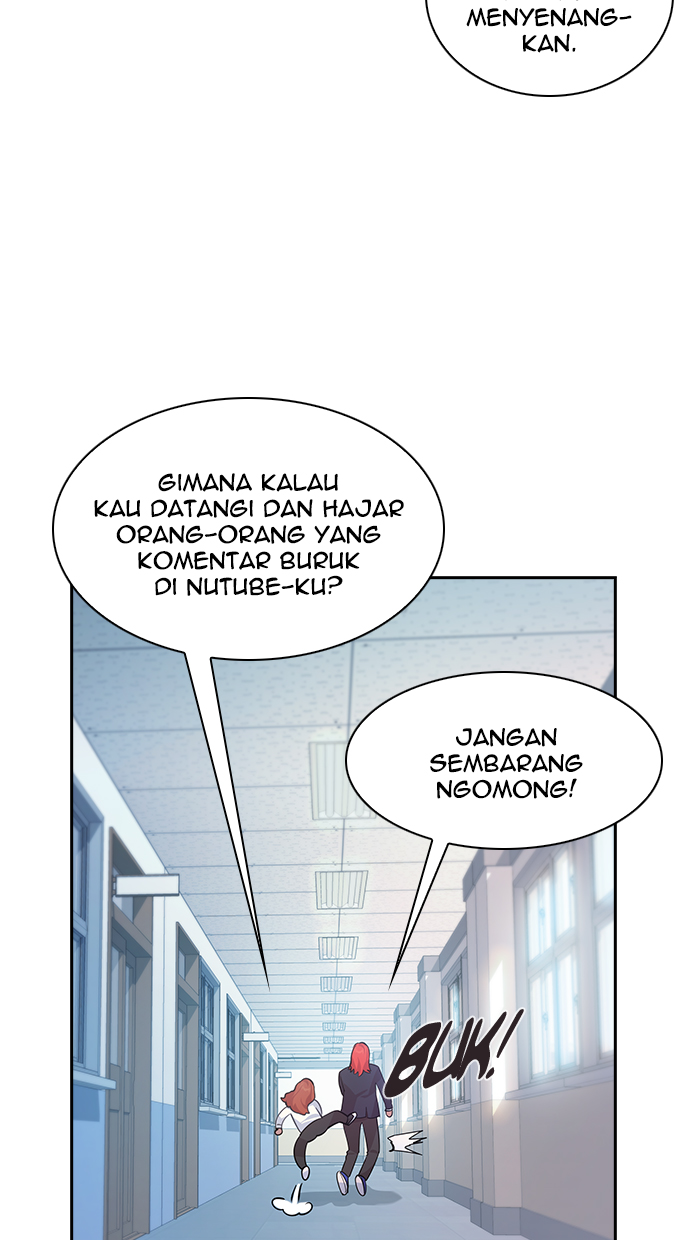 MENYENANG-
KAN.
GIMANA KALAU
KAU DATANGI DAN HAJAR
ORANG-ORANG YANG
KOMENTAR BURUK
DI NUTUBE-KU?
JANGAN
SEMBARANG
NGOMONG!
BUK!